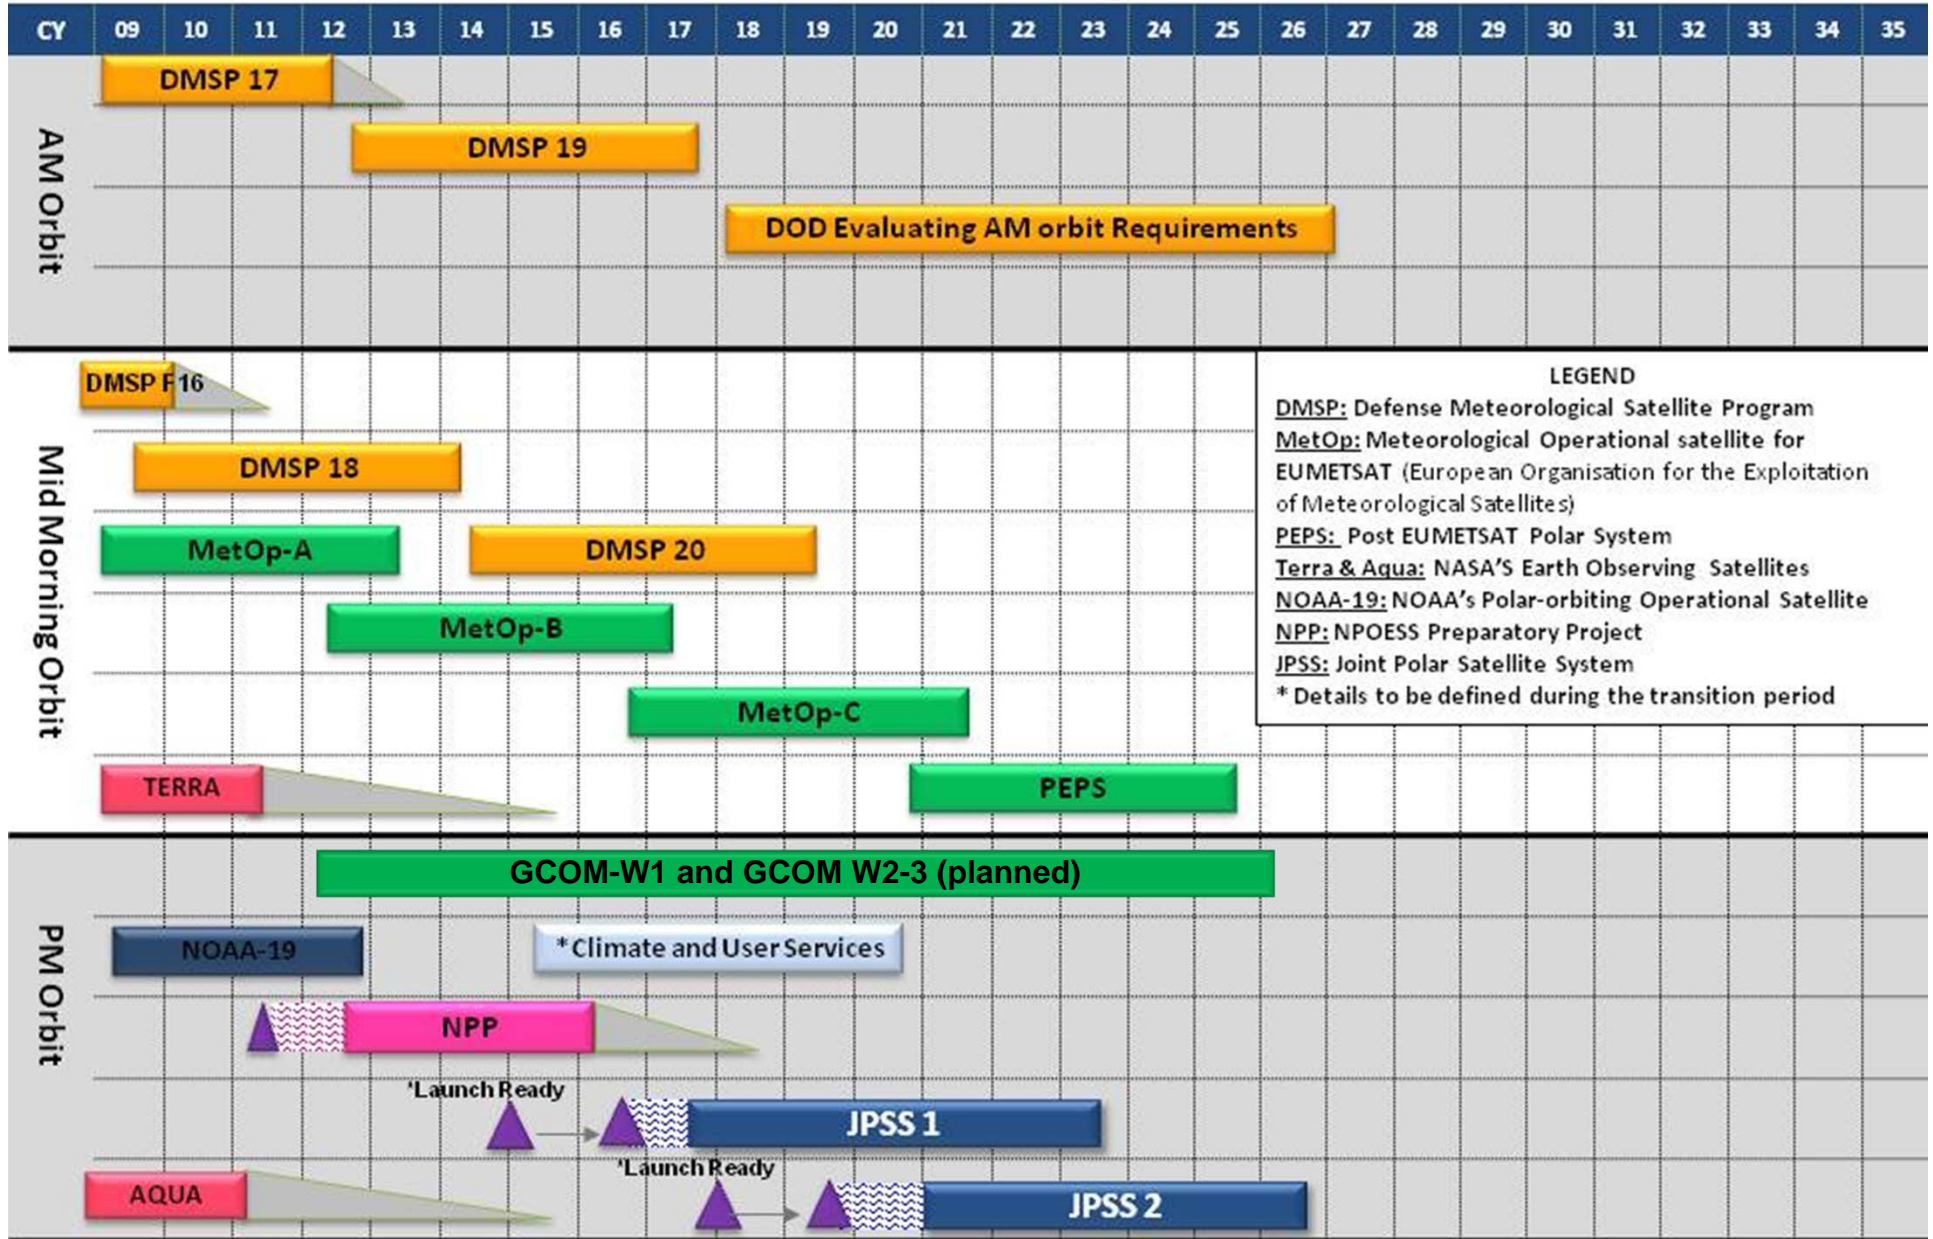 CY 09 10 11 12 13 14 15 16 17 18 19 20 21 22 23 24 25 26 27 28 29 30 31 32 33 34 35
AM Orbit
DMSP 17
DMSP 19
DOD Evaluating AM orbit Requirements
Mid Morning Orbit
DMSP F16
DMSP 18
MetOp-A
DMSP 20
MetOp-B
MetOp-C
TERRA
PEPS
LEGEND
DMSP: Defense Meteorological Satellite Program
MetOp: Meteorological Operational satellite for
EUMETSAT (European Organisation for the Exploitation
of Meteorological Satellites)
PEPS: Post EUMETSAT Polar System
Terra & Aqua: NASA'S Earth Observing Satellites
NOAA-19: NOAA's Polar-orbiting Operational Satellite
NPP: NPOESS Preparatory Project
JPSS: Joint Polar Satellite System
* Details to be defined during the transition period
PM Orbit
GCOM-W1 and GCOM W2-3 (planned)
NOAA-19
*Climate and User Services
NPP
*Launch Ready
JPSS 1
*Launch Ready
AQUA
JPSS 2